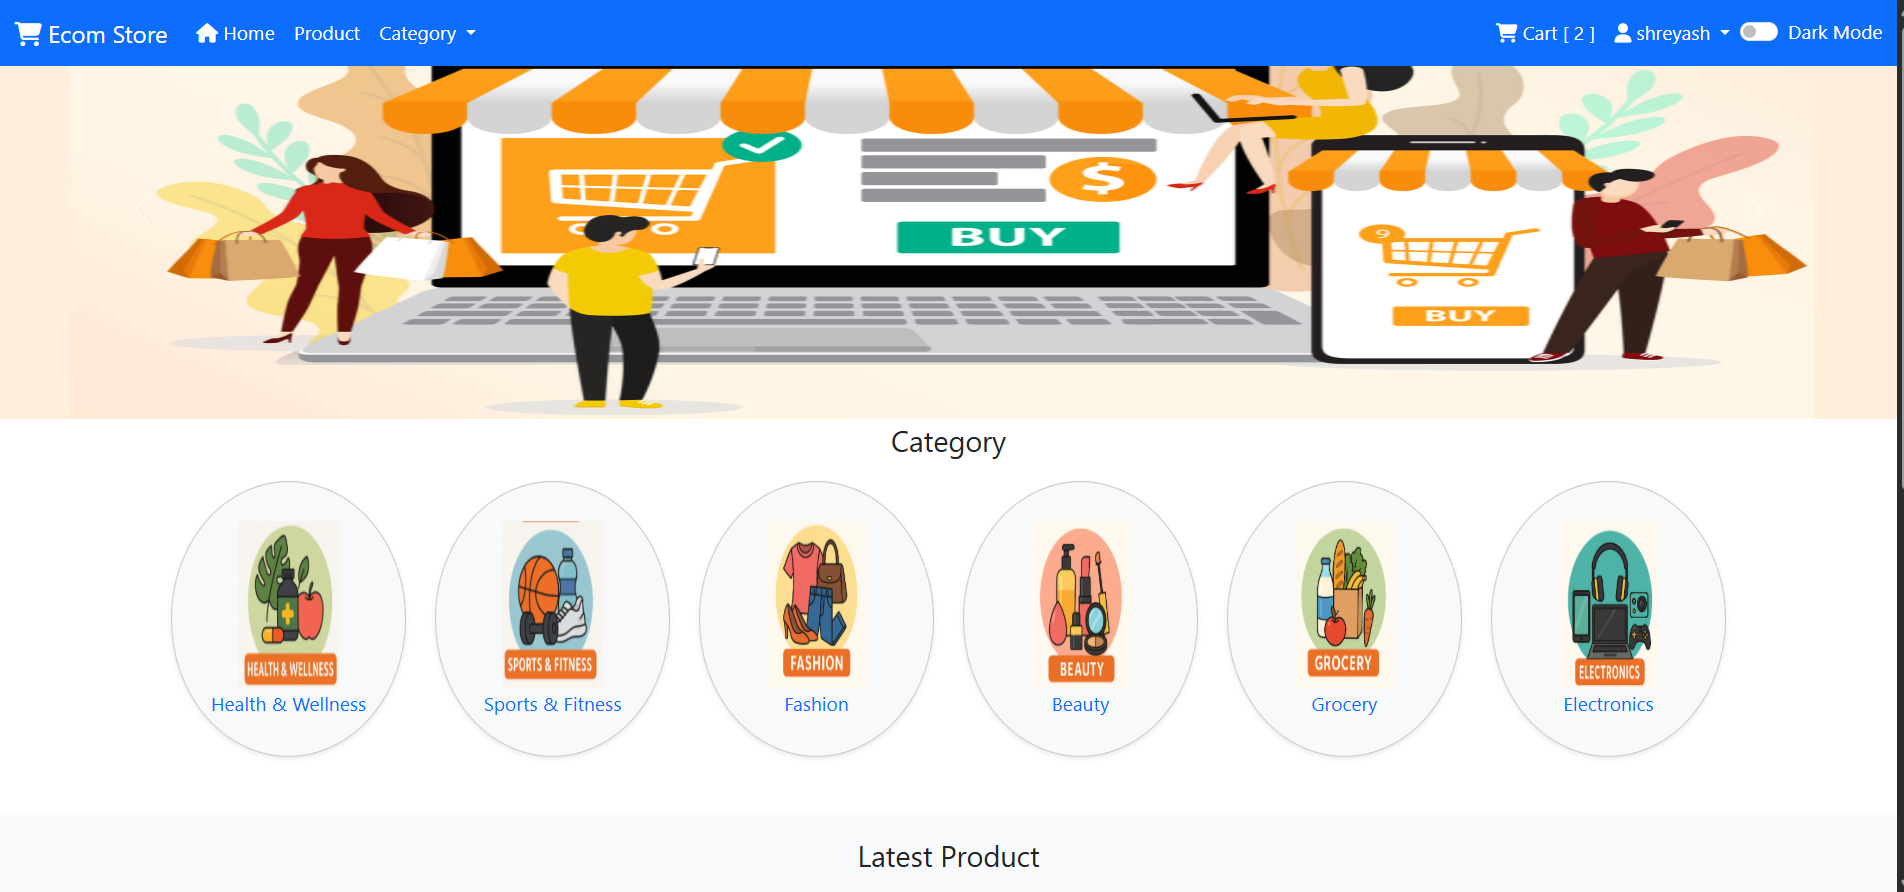 Ecom Store Home Product Category Cart [ 2 ] shreyash Dark Mode
$
BUY
9
BUY
Category
HEALTH & WELLNESS SPORTS & FITNESS FASHION BEAUTY GROCERY ELECTRONICS
Health & Wellness Sports & Fitness Fashion Beauty Grocery Electronics
Latest Product